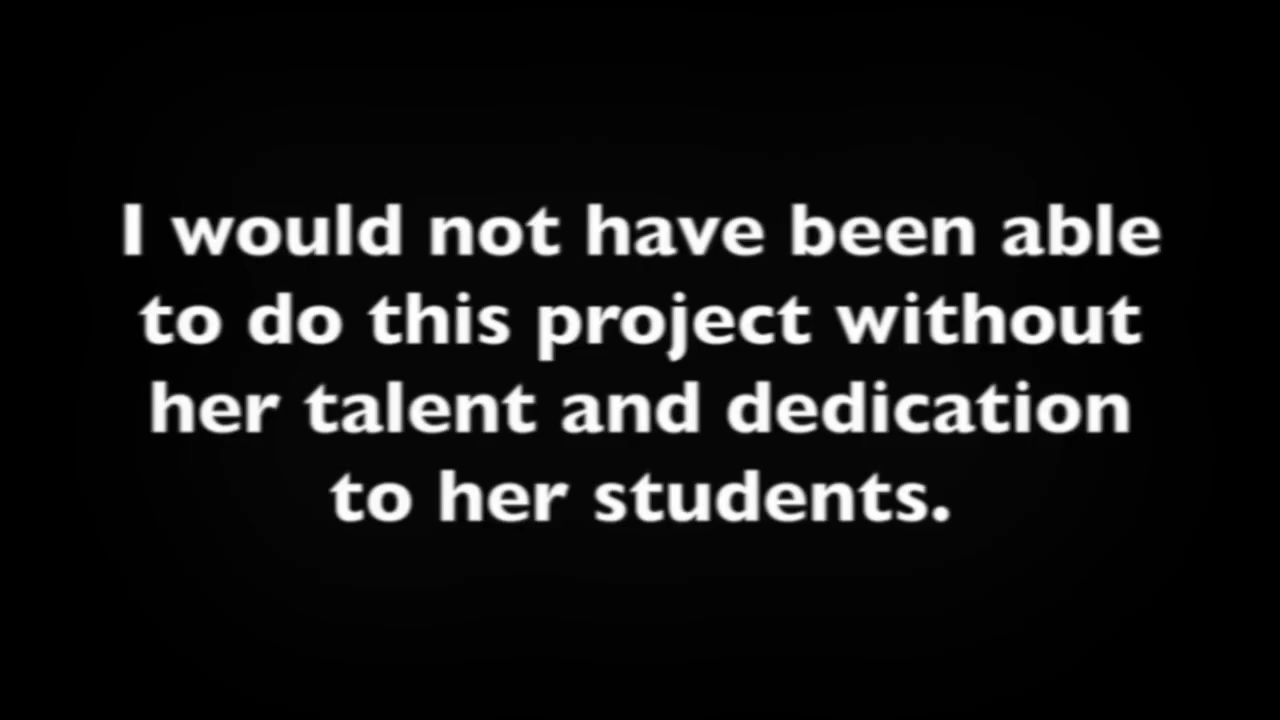 I would not have been able
to do this project without
her talent and dedication
to her students.